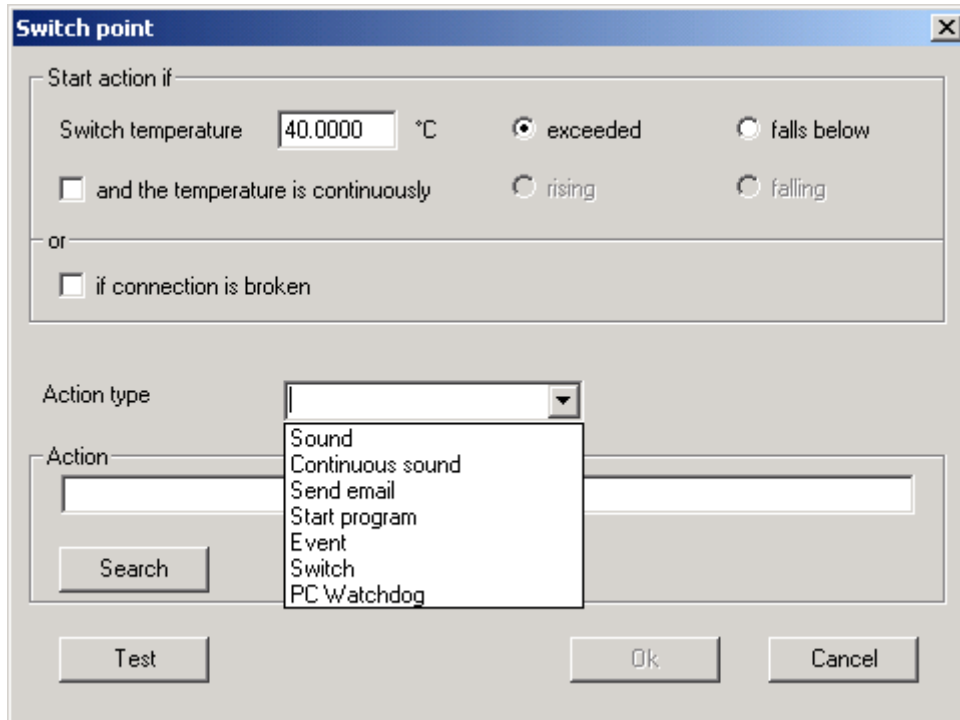 Switch point
Start action if
Switch temperature 40.0000 °C exceeded falls below
and the temperature is continuously rising falling
or
if connection is broken
Action type
Sound
Continuous sound
Send email
Start program
Event
Switch
PC Watchdog
Action
Search
Test Ok Cancel